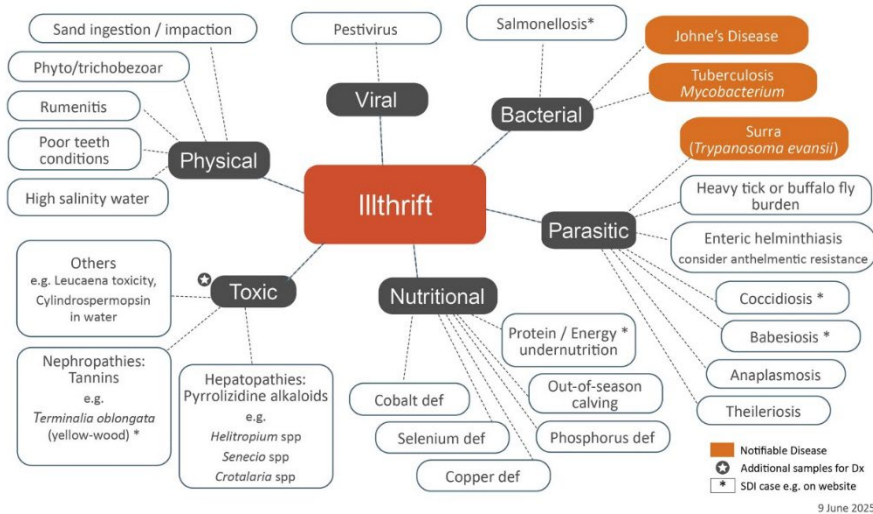 Sand ingestion / impaction
Phyto/trichobezoar
Rumenitis
Poor teeth
conditions
High salinity water
Physical
Pestivirus
Viral
Salmonellosis*
Bacterial
Johne's Disease
Tuberculosis
Mycobacterium
Illthrift
Surra
(Trypanosoma evansii)
Heavy tick or buffalo fly
burden
Parasitic
Enteric helminthiasis
consider anthelmentic resistance
Coccidiosis *
Babesiosis *
Anaplasmosis
Theileriosis
Others
e.g. Leucaena toxicity,
Cylindrospermopsin
in water
Toxic
Nephropathies:
Tannins
e.g.
Terminalia oblongata
(yellow-wood) *
Hepatopathies:
Pyrrolizidine alkaloids
e.g.
Helitropium spp
Senecio spp
Crotalaria spp
Nutritional
Protein / Energy *
undernutrition
Out-of-season
calving
Phosphorus def
Cobalt def
Selenium def
Copper def
Notifiable Disease
Additional samples for Dx
* SDI case e.g. on website
9 June 2025